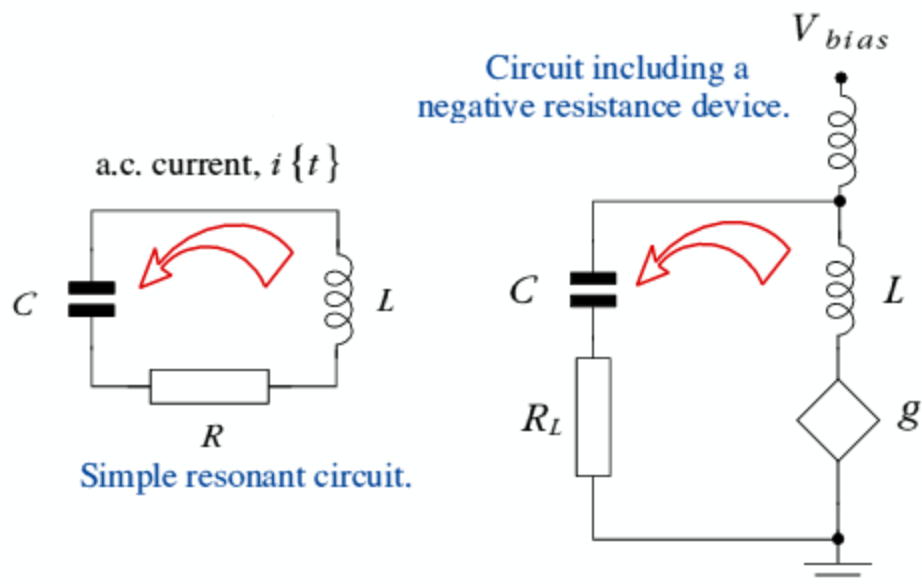 V bias
Circuit including a
negative resistance device.
a.c. current, i {t}
C
L
R
Simple resonant circuit.
C
L
R_L
g